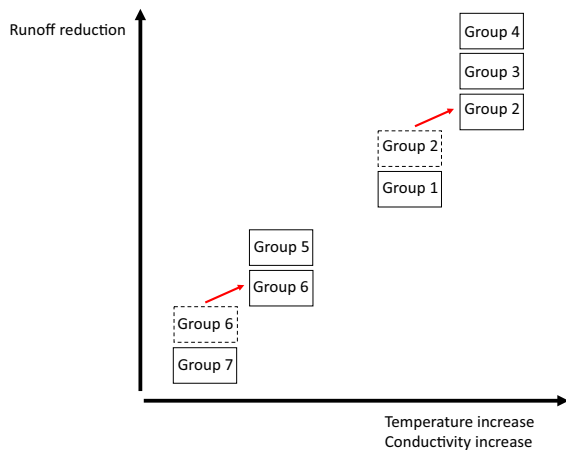 Runoff reduction
Group 4
Group 3
Group 2
Group 2
Group 1
Group 5
Group 6
Group 6
Group 7
Temperature increase
Conductivity increase